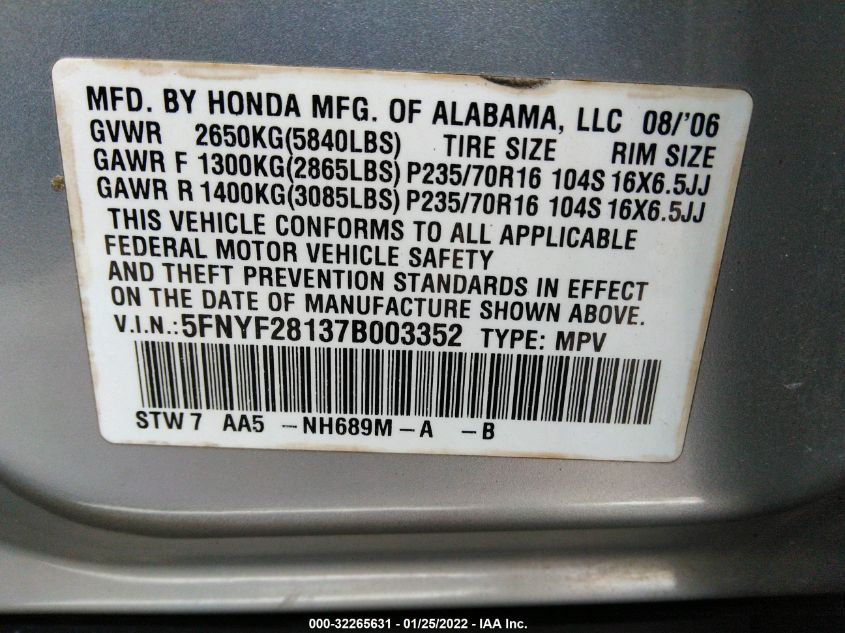 MFD. BY HONDA MFG. OF ALABAMA, LLC 08/'06
GVWR 2650KG(5840LBS) TIRE SIZE RIM SIZE
GAWR F 1300KG(2865LBS) P235/70R16 104S 16X6.5JJ
GAWR R 1400KG(3085LBS) P235/70R16 104S 16X6.5JJ
THIS VEHICLE CONFORMS TO ALL APPLICABLE
FEDERAL MOTOR VEHICLE SAFETY
AND THEFT PREVENTION STANDARDS IN EFFECT
ON THE DATE OF MANUFACTURE SHOWN ABOVE.
V.I.N.:5FNYF28137B003352 TYPE: MPV
STW7 AA5 -NH689M-A -B
000-32265631 - 01/25/2022 - IAA Inc.